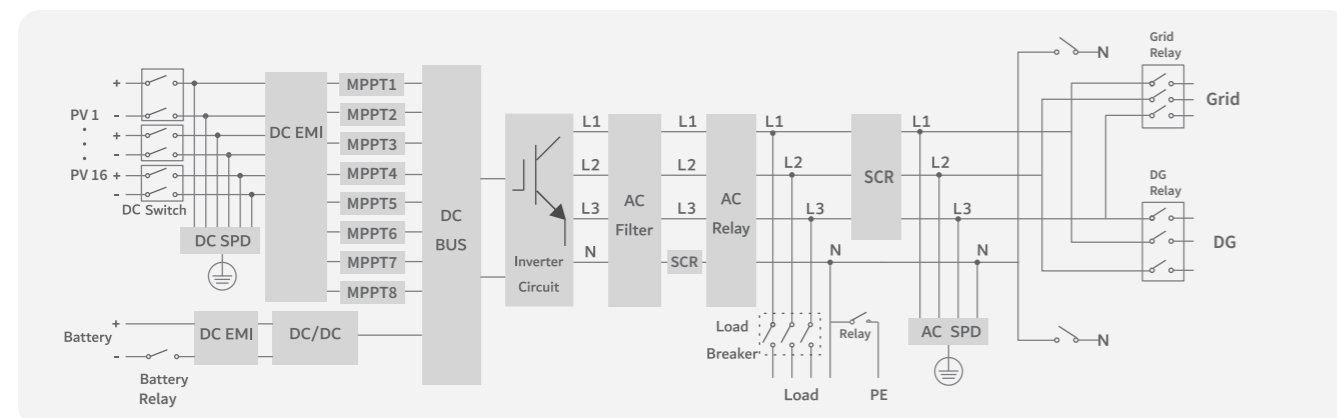 +
PV 1 -
+
-
PV 16 +
-
DC Switch
DC SPD
DC EMI
MPPT1
MPPT2
MPPT3
MPPT4
MPPT5
MPPT6
MPPT7
MPPT8
DC
BUS
Battery
+
-
Battery
Relay
DC EMI
DC/DC
Inverter
Circuit
L1
L2
L3
N
AC
Filter
L1
L2
L3
SCR
AC
Relay
L1
L2
L3
N
Load
Breaker
Relay
Load
PE
SCR
L1
L2
L3
N
AC SPD
N
N
Grid
Relay
Grid
DG
Relay
DG